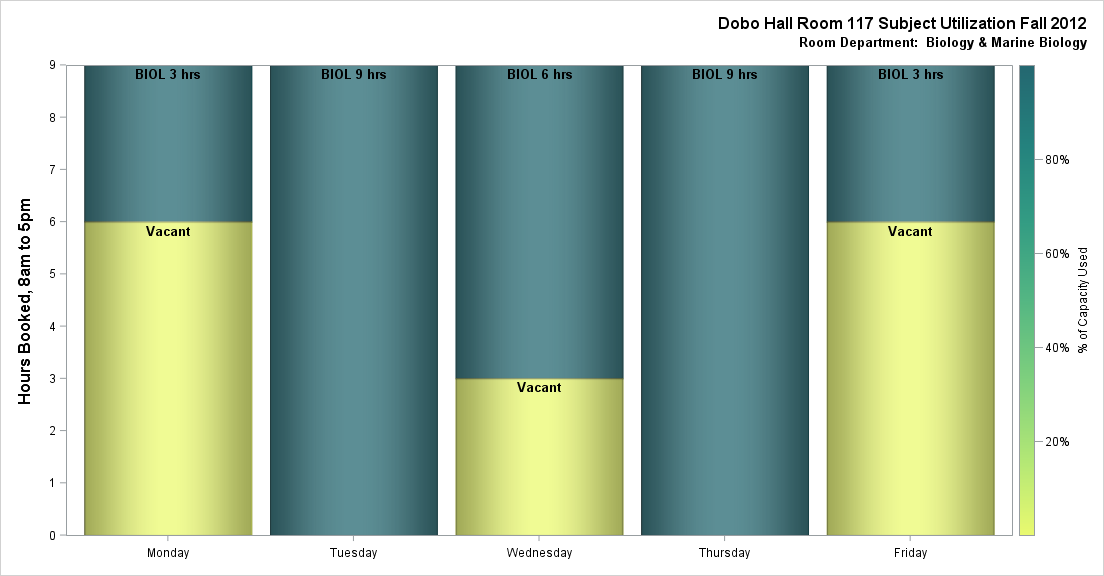 Dobo Hall Room 117 Subject Utilization Fall 2012
Room Department:  Biology & Marine Biology
Hours Booked, 8am to 5pm
9
8
7
6
5
4
3
2
1
0
BIOL 3 hrs
Vacant
BIOL 9 hrs
BIOL 6 hrs
Vacant
BIOL 9 hrs
BIOL 3 hrs
Vacant
Monday
Tuesday
Wednesday
Thursday
Friday
80%
60%
40%
20%
% of Capacity Used